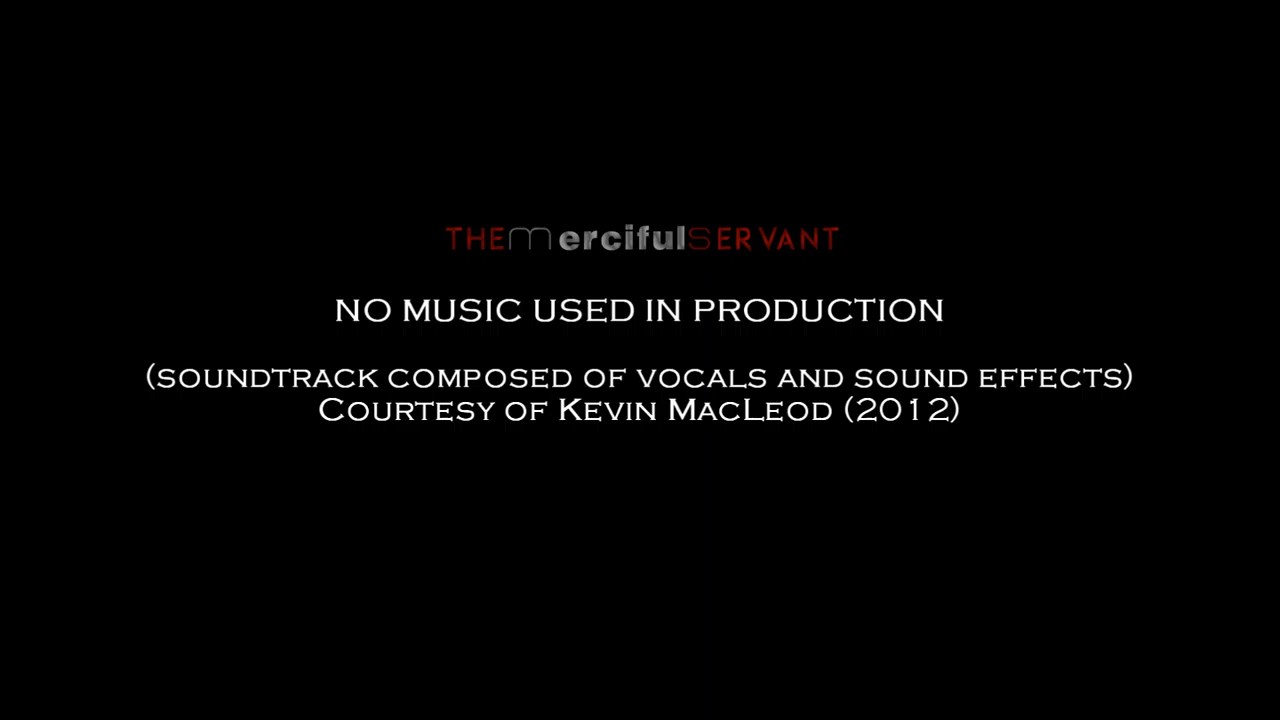 THEmercifulSERVANT
NO MUSIC USED IN PRODUCTION
(SOUNDTRACK COMPOSED OF VOCALS AND SOUND EFFECTS)
COURTESY OF KEVIN MACLEOD (2012)